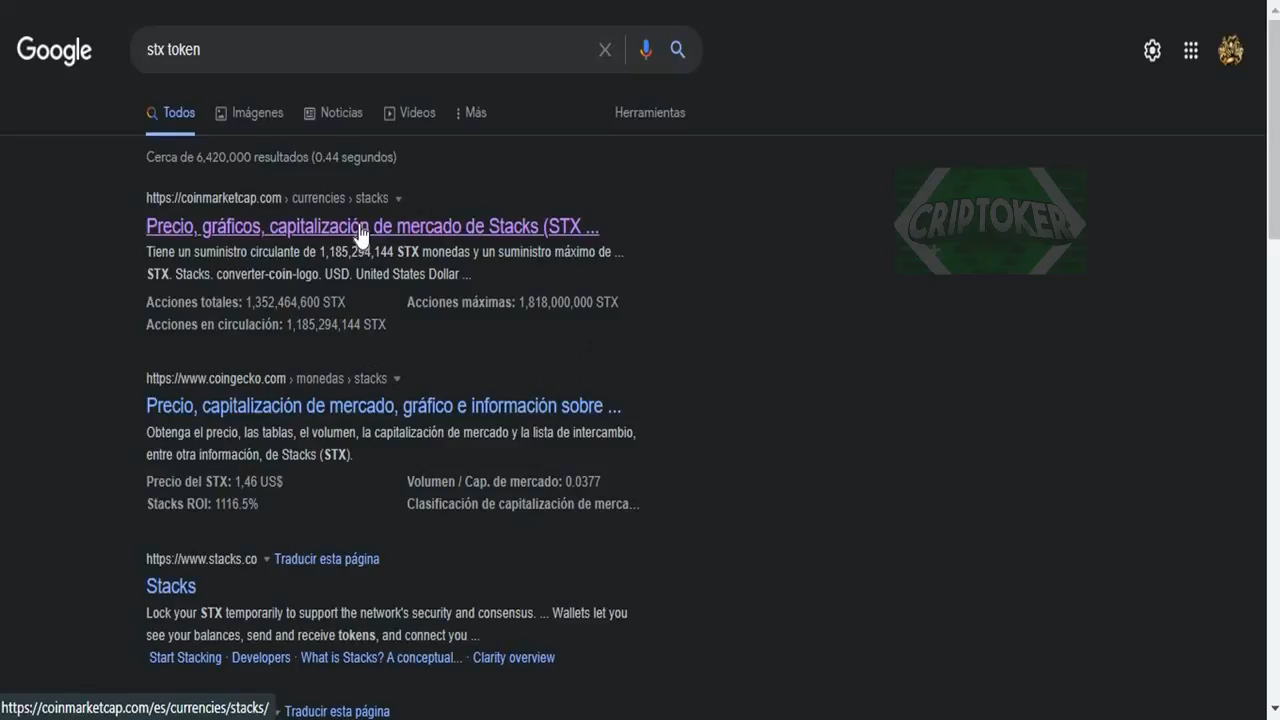 Google
stx token
Todos Imágenes Noticias Videos Más Herramientas
Cerca de 6,420,000 resultados (0.44 segundos)
https://coinmarketcap.com › currencies › stacks
Precio, gráficos, capitalización de mercado de Stacks (STX ...
Tiene un suministro circulante de 1,185,294,144 STX monedas y un suministro máximo de ...
STX. Stacks. converter-coin-logo. USD. United States Dollar ...
Acciones totales: 1,352,464,600 STX Acciones máximas: 1,818,000,000 STX
Acciones en circulación: 1,185,294,144 STX
CRIPTOKER
https://www.coingecko.com › monedas › stacks
Precio, capitalización de mercado, gráfico e información sobre ...
Obtenga el precio, las tablas, el volumen, la capitalización de mercado y la lista de intercambio,
entre otra información, de Stacks (STX).
Precio del STX: 1,46 US$ Volumen / Cap. de mercado: 0.0377
Stacks ROI: 1116.5% Clasificación de capitalización de merca...
https://www.stacks.co Traducir esta página
Stacks
Lock your STX temporarily to support the network's security and consensus. ... Wallets let you
see your balances, send and receive tokens, and connect you ...
Start Stacking · Developers · What is Stacks? A conceptual... · Clarity overview
https://coinmarketcap.com/es/currencies/stacks/ Traducir esta página